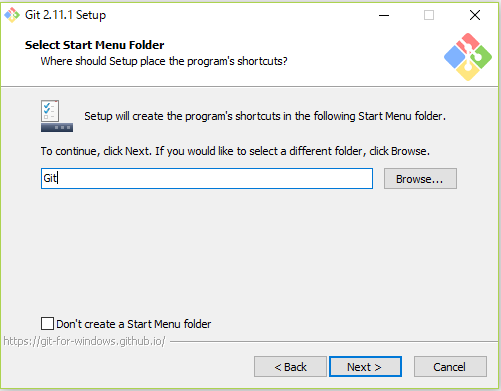 Git 2.11.1 Setup
Select Start Menu Folder
Where should Setup place the program's shortcuts?
Setup will create the program's shortcuts in the following Start Menu folder.
To continue, click Next. If you would like to select a different folder, click Browse.
Git
Browse...
Don't create a Start Menu folder
https://git-for-windows.github.io/
< Back
Next >
Cancel